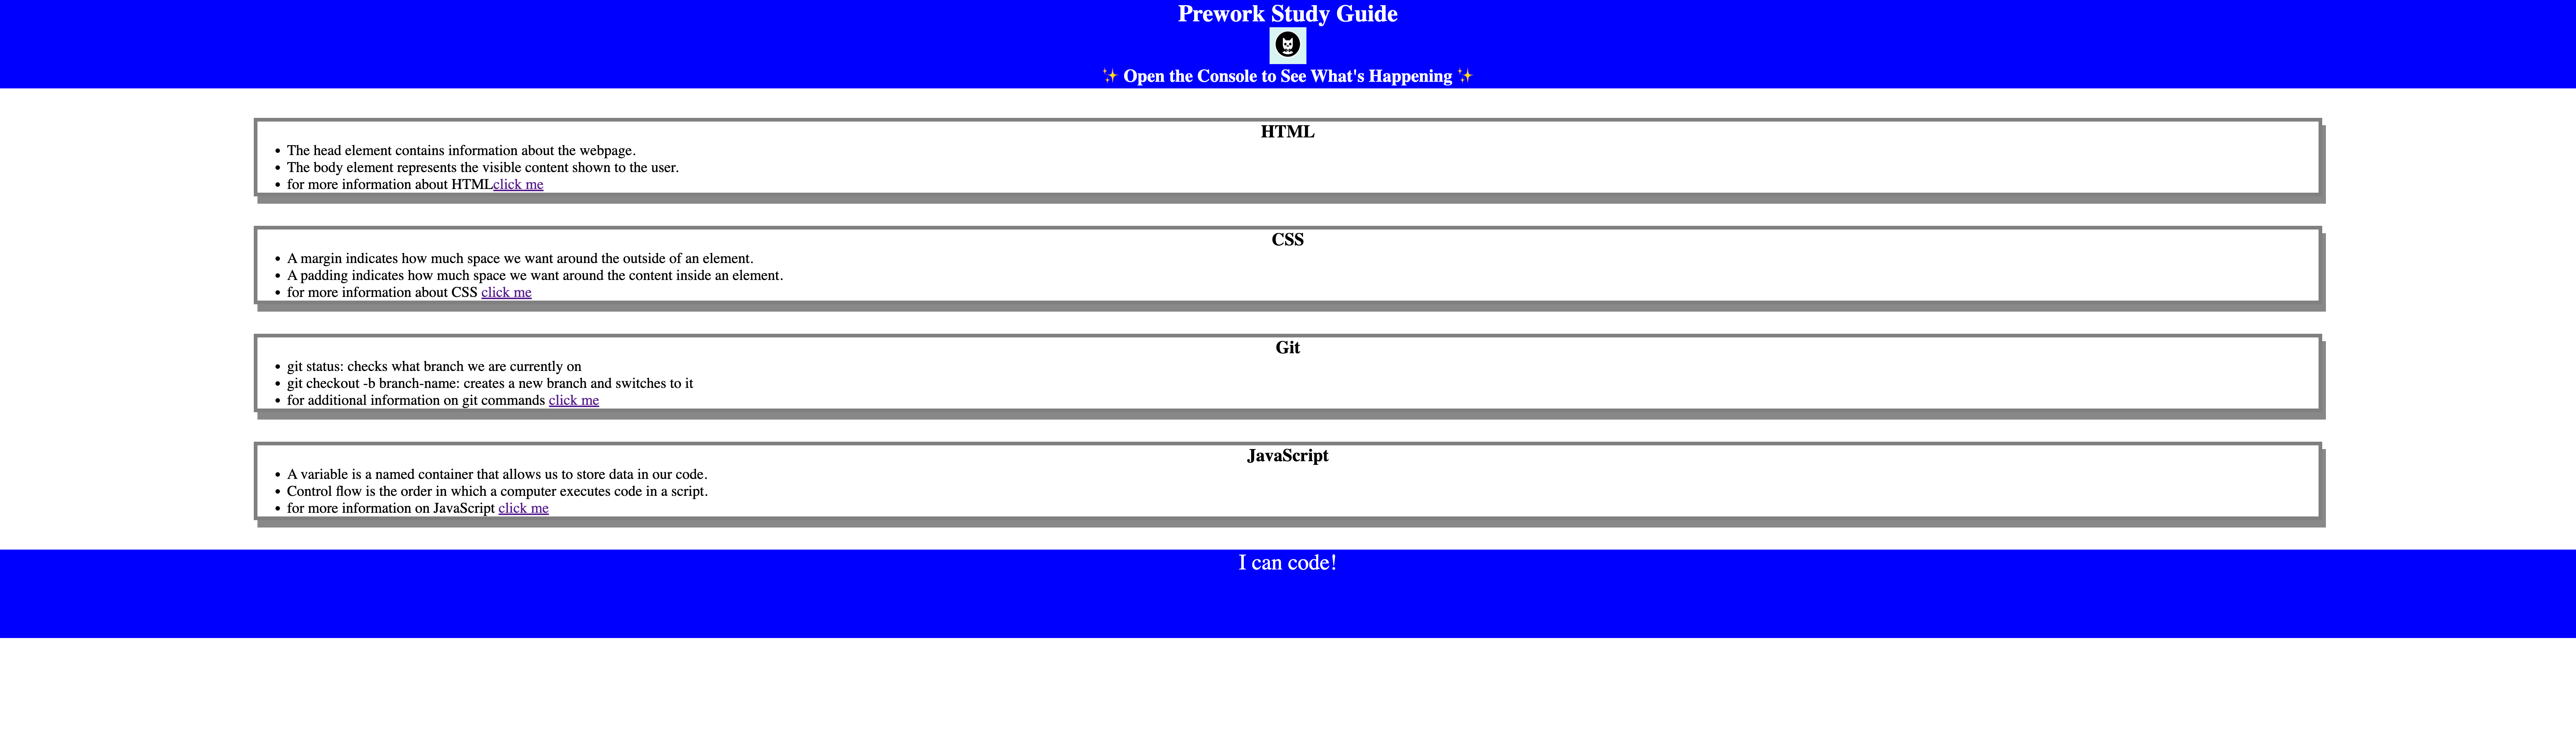 Prework Study Guide
✨ Open the Console to See What's Happening ✨
HTML
• The head element contains information about the webpage.
• The body element represents the visible content shown to the user.
• for more information about HTMLclick me
CSS
• A margin indicates how much space we want around the outside of an element.
• A padding indicates how much space we want around the content inside an element.
• for more information about CSS click me
Git
• git status: checks what branch we are currently on
• git checkout -b branch-name: creates a new branch and switches to it
• for additional information on git commands click me
JavaScript
• A variable is a named container that allows us to store data in our code.
• Control flow is the order in which a computer executes code in a script.
• for more information on JavaScript click me
I can code!